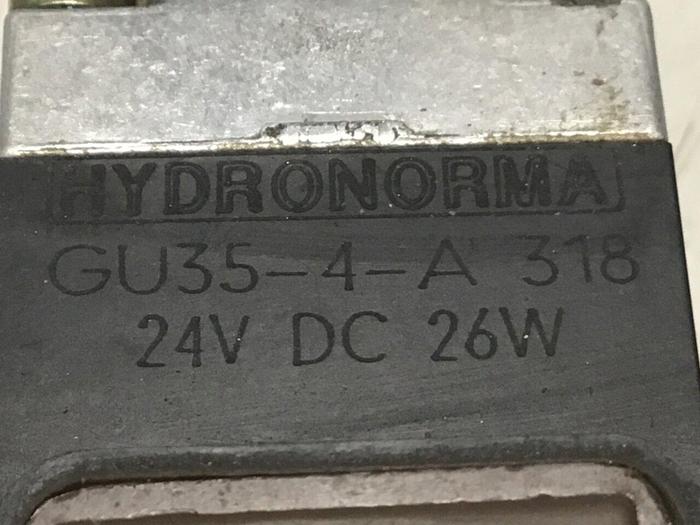 HYDRONORMA
GU35-4-A 318
24V DC 26W